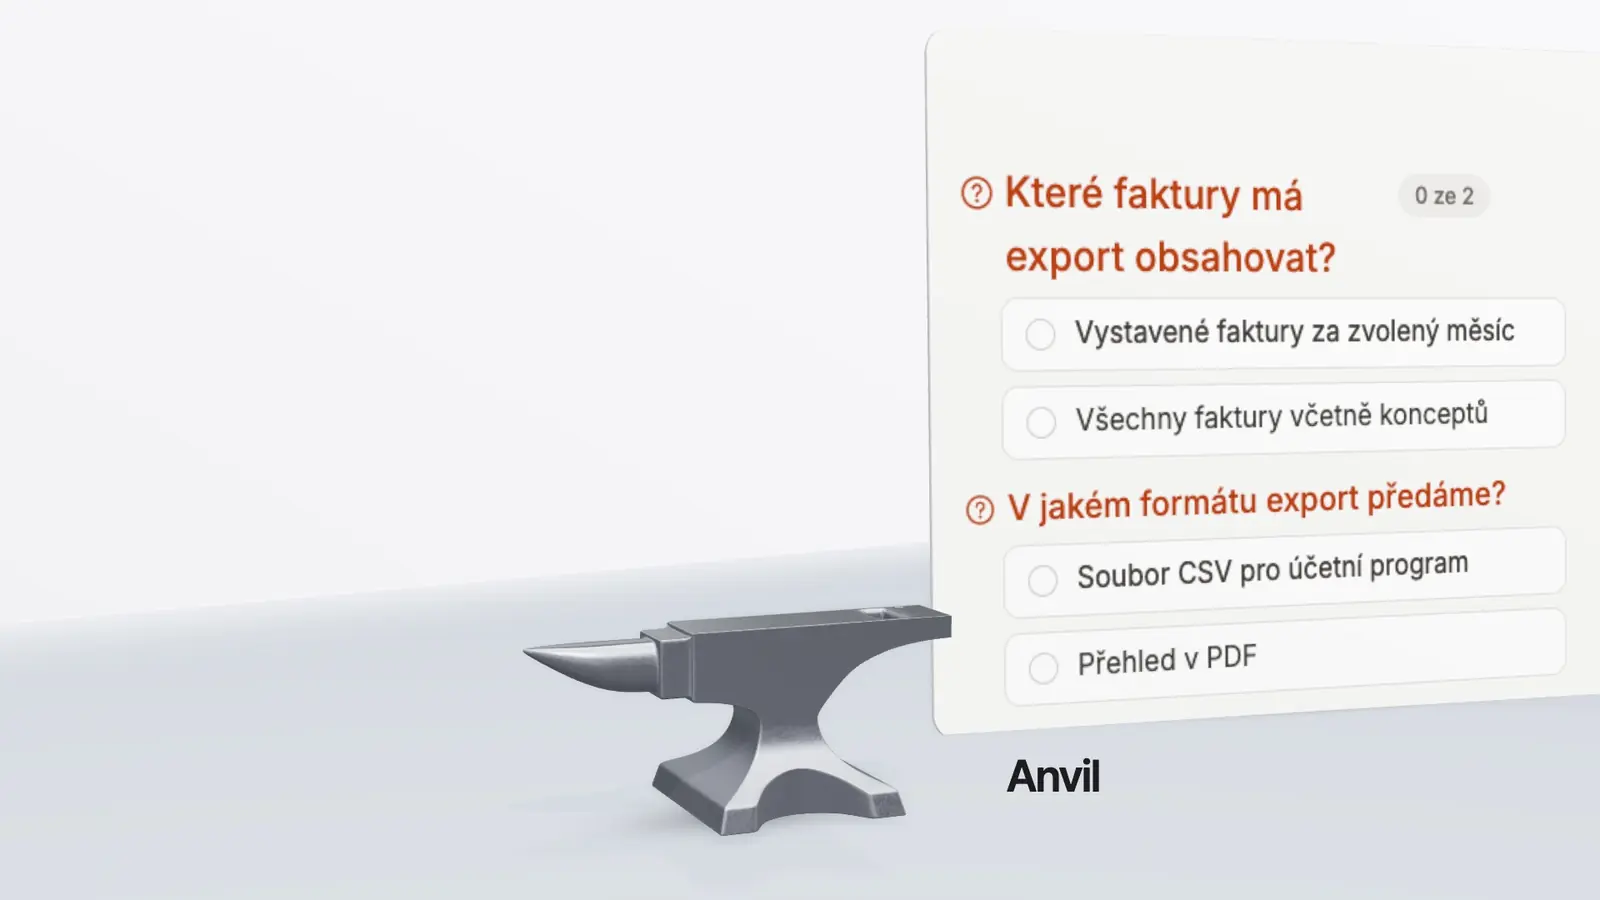 Které faktury má
0 ze 2
export obsahovat?
Vystavené faktury za zvolený měsíc
Všechny faktury včetně konceptů
V jakém formátu export předáme?
Soubor CSV pro účetní program
Přehled v PDF
Anvil